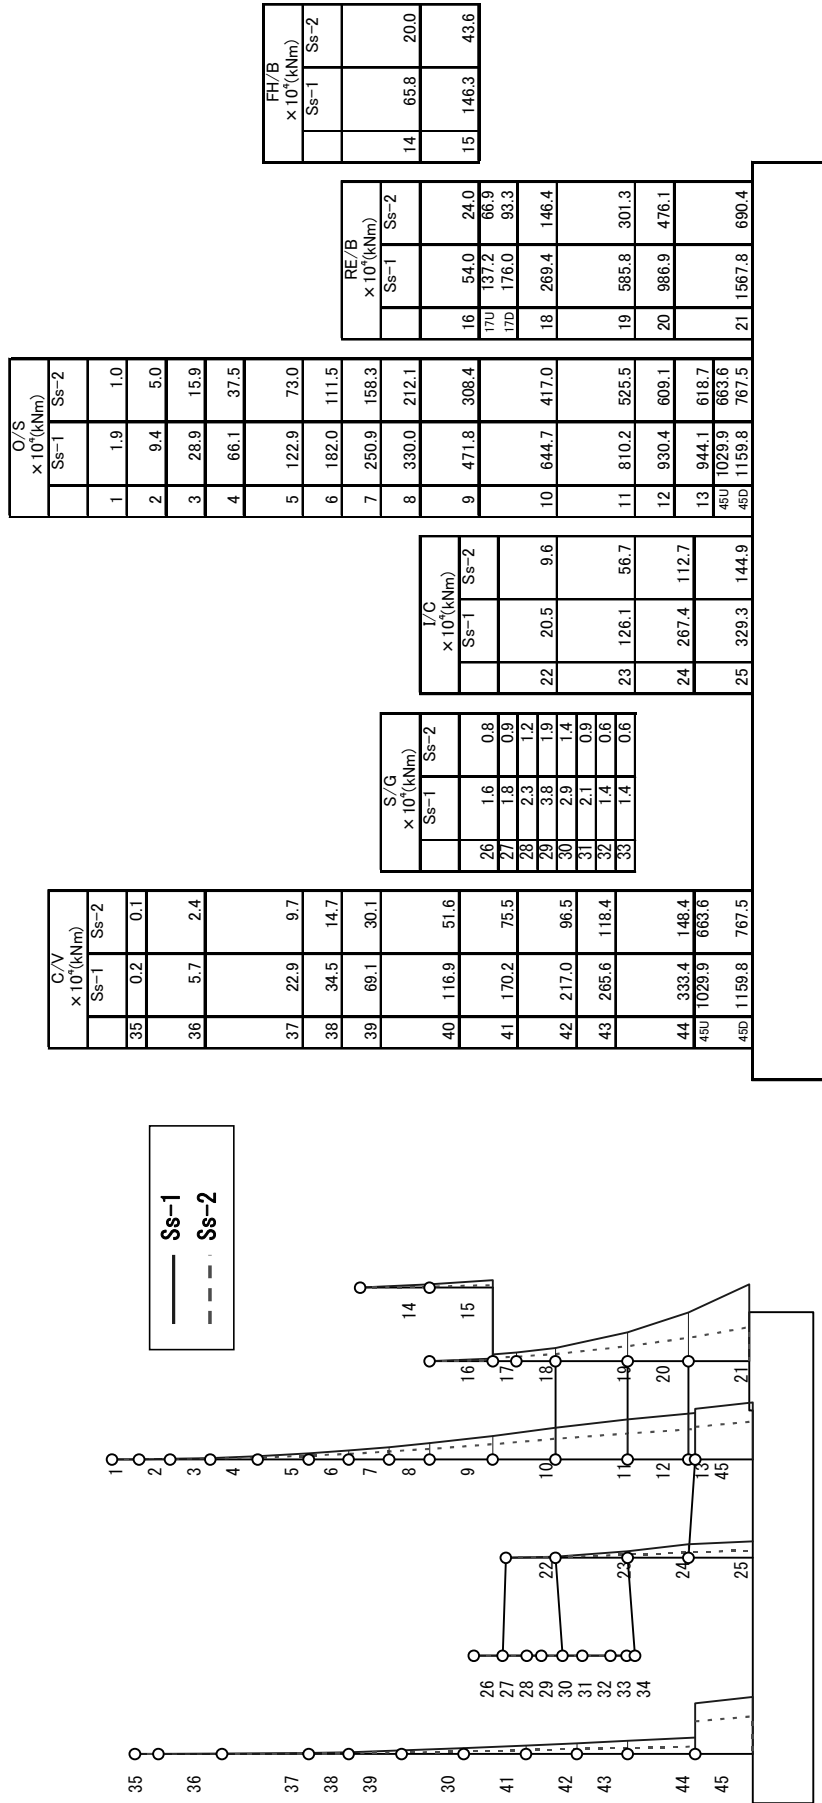 C/V
×10⁴(kNm)
Ss-1 Ss-2
35 0.2 0.1
36 5.7 2.4
37 22.9 9.7
38 34.5 14.7
39 69.1 30.1
40 116.9 51.6
41 170.2 75.5
42 217.0 96.5
43 265.6 118.4
44 333.4 148.4
45U 1029.9 663.6
45D 1159.8 767.5
S/G
×10⁴(kNm)
Ss-1 Ss-2
26 1.6 0.8
27 1.8 0.9
28 2.3 1.2
29 3.8 1.9
30 2.9 1.4
31 2.1 0.9
32 1.4 0.6
33 1.4 0.6
I/C
×10⁴(kNm)
Ss-1 Ss-2
22 20.5 9.6
23 126.1 56.7
24 267.4 112.7
25 329.3 144.9
O/S
×10⁴(kNm)
Ss-1 Ss-2
1 1.9 1.0
2 9.4 5.0
3 28.9 15.9
4 66.1 37.5
5 122.9 73.0
6 182.0 111.5
7 250.9 158.3
8 330.0 212.1
9 471.8 308.4
10 644.7 417.0
11 810.2 525.5
12 930.4 609.1
13 944.1 618.7
45U 1029.9 663.6
45D 1159.8 767.5
RE/B
×10⁴(kNm)
Ss-1 Ss-2
16 54.0 24.0
17U 137.2 66.9
17D 176.0 93.3
18 269.4 146.4
19 585.8 301.3
20 986.9 476.1
21 1567.8 690.4
FH/B
×10⁴(kNm)
Ss-1 Ss-2
14 65.8 20.0
15 146.3 43.6
Ss-1
Ss-2
35
36
37
38
39
30
41
42
43
44
45
26
27
28
29
30
31
32
33
34
22
23
24
25
1
2
3
4
5
6
7
8
9
10
11
12
13
45
16
17
18
19
20
21
14
15